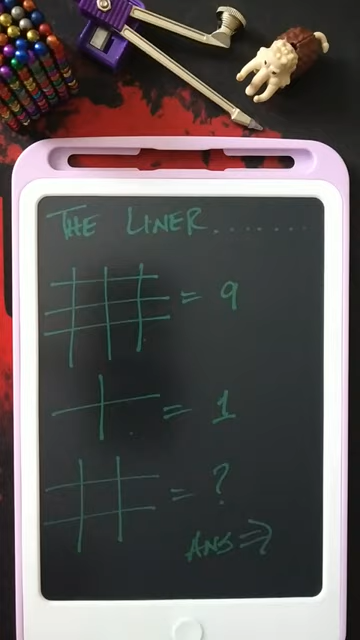 THE LINER........
= 9
= 1
= ?
ANS ⇒?